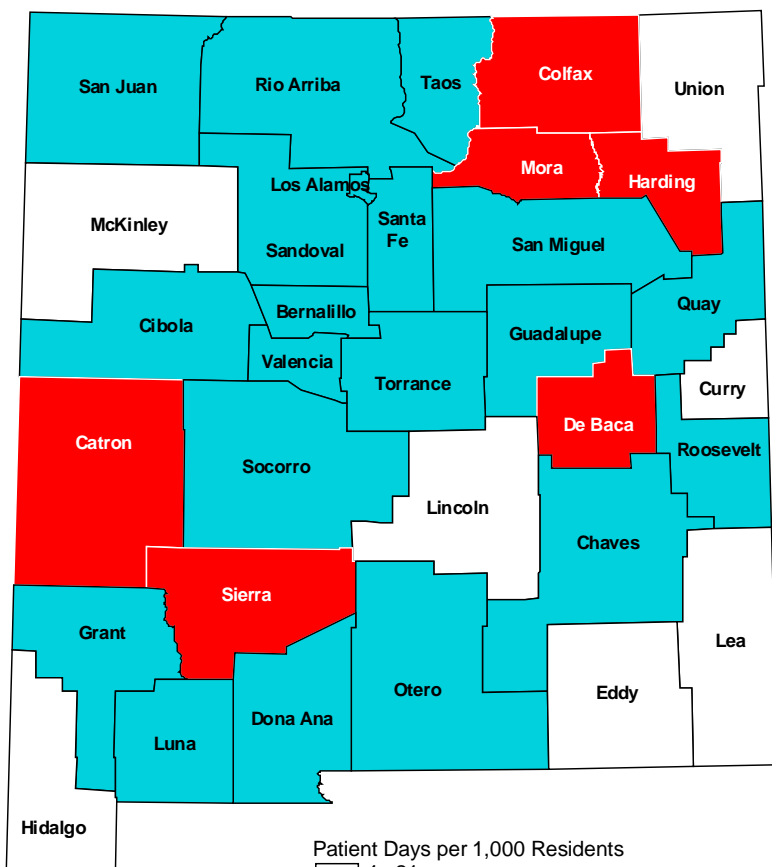 Colfax
San Juan
Rio Arriba
Taos
Union
Mora
Harding
Los Alamos
McKinley
Santa
Fe
Sandoval
San Miguel
Quay
Bernalillo
Cibola
Guadalupe
Valencia
Torrance
Curry
De Baca
Catron
Roosevelt
Socorro
Lincoln
Chaves
Sierra
Grant
Lea
Otero
Eddy
Dona Ana
Luna
Hidalgo
Patient Days per 1,000 Residents